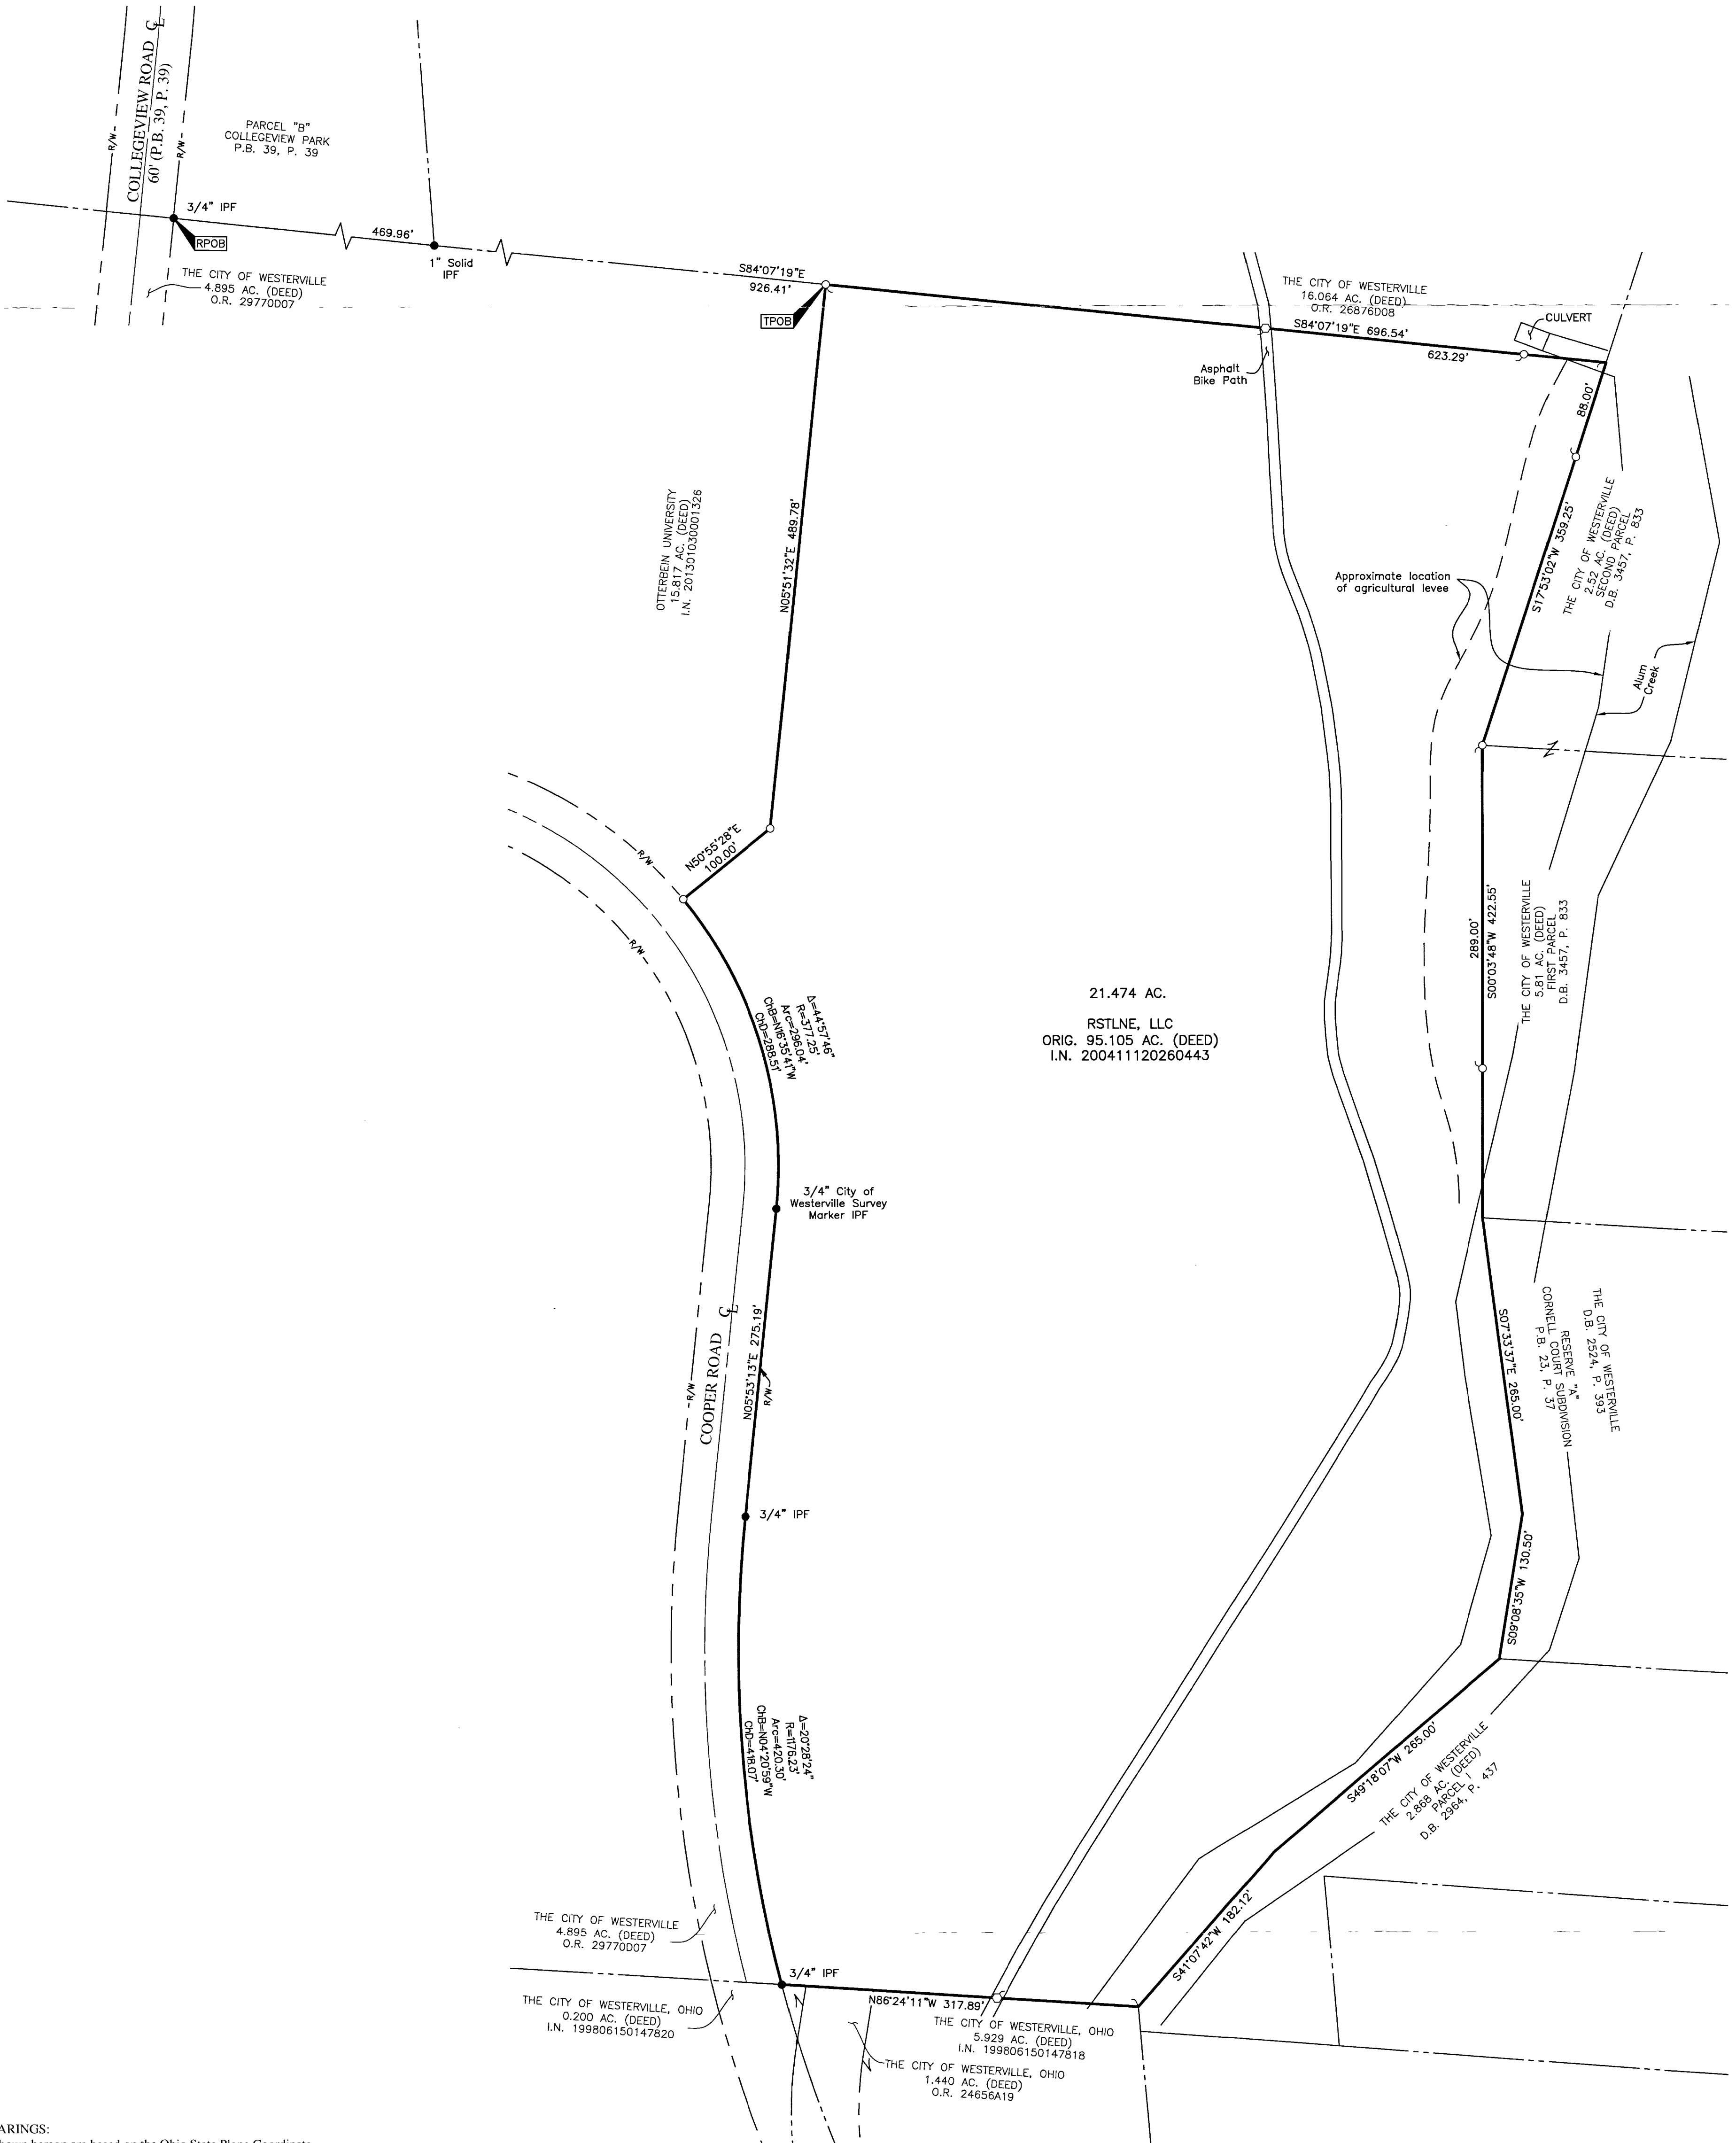 COLLEGEVIEW ROAD
60' (P.B. 39, P. 39)
R/W
R/W
PARCEL "B"
COLLEGEVIEW PARK
P.B. 39, P. 39
3/4" IPF
RPOB
469.96'
1" Solid
IPF
THE CITY OF WESTERVILLE
4.895 AC. (DEED)
O.R. 29770D07
S84°07'19"E
926.41'
TPOB
THE CITY OF WESTERVILLE
16.064 AC. (DEED)
O.R. 26876D08
CULVERT
S84°07'19"E 696.54'
623.29'
Asphalt
Bike Path
88.00'
OTTERBEIN UNIVERSITY
15.817 AC. (DEED)
I.N. 201301030001326
N05°51'32"E 489.78'
S17°53'02"W 359.25'
THE CITY OF WESTERVILLE
2.52 AC. (DEED)
SECOND PARCEL
D.B. 3457, P. 833
Approximate location
of agricultural levee
Alum
Creek
N50°55'28"E
100.00'
R/W
R/W
289.00'
S00°03'48"W 422.55'
THE CITY OF WESTERVILLE
5.81 AC. (DEED)
FIRST PARCEL
D.B. 3457, P. 833
Δ=44°57'46"
R=377.25'
Arc=296.04'
ChB=N16°35'41"W
ChD=288.51'
21.474 AC.
RSTLNE, LLC
ORIG. 95.105 AC. (DEED)
I.N. 200411120260443
3/4" City of
Westerville Survey
Marker IPF
COOPER ROAD
R/W
N05°53'13"E 275.19'
R/W
S07°33'37"E 265.00'
THE CITY OF WESTERVILLE
D.B. 2524, P. 393
RESERVE "A"
CORNELL COURT SUBDIVISION
P.B. 23, P. 37
3/4" IPF
S09°08'35"W 130.50'
Δ=20°28'24"
R=1176.23'
Arc=420.30'
ChB=N04°20'59"W
ChD=418.07'
S49°18'07"W 265.00'
THE CITY OF WESTERVILLE
2.868 AC. (DEED)
PARCEL I
D.B. 2964, P. 437
S41°07'42"W 182.12'
THE CITY OF WESTERVILLE
4.895 AC. (DEED)
O.R. 29770D07
3/4" IPF
N86°24'11"W 317.89'
THE CITY OF WESTERVILLE, OHIO
0.200 AC. (DEED)
I.N. 199806150147820
THE CITY OF WESTERVILLE, OHIO
5.929 AC. (DEED)
I.N. 199806150147818
THE CITY OF WESTERVILLE, OHIO
1.440 AC. (DEED)
O.R. 24656A19
ARINGS: